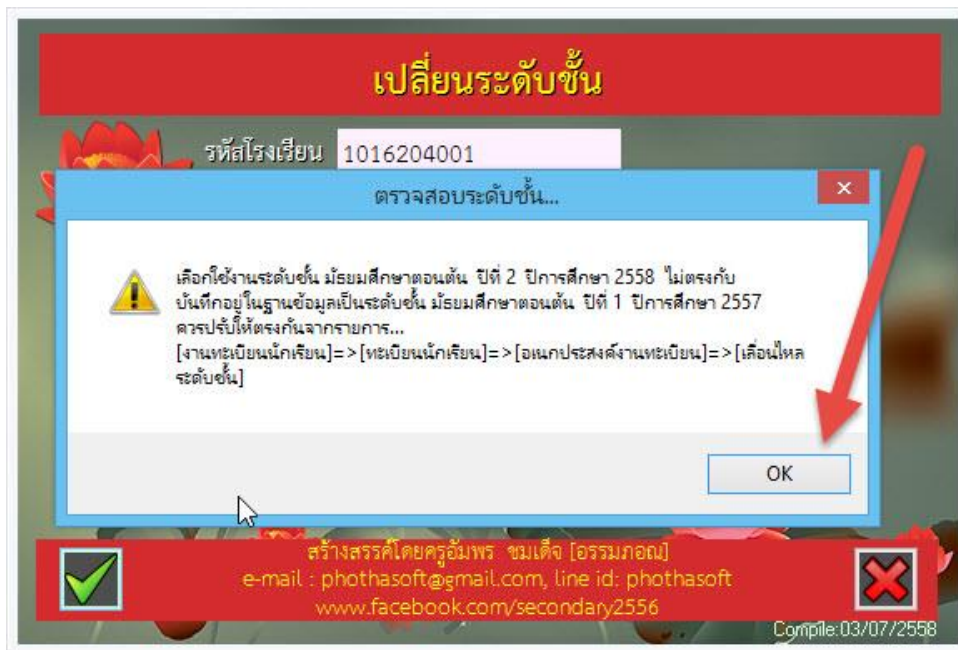 เปลี่ยนระดับชั้น
รหัสโรงเรียน 1016204001
ตรวจสอบระดับชั้น...
เลือกใช้งานระดับชั้น มัธยมศึกษาตอนต้น ปีที่ 2 ปีการศึกษา 2558 ไม่ตรงกับ
บันทึกอยู่ในฐานข้อมูลเป็นระดับชั้น มัธยมศึกษาตอนต้น ปีที่ 1 ปีการศึกษา 2557
ควรปรับให้ตรงกันจากรายการ...
[งานทะเบียนนักเรียน]=>[ทะเบียนนักเรียน]=>[อเนกประสงค์งานทะเบียน]=>[เลื่อนไหล
ระดับชั้น]
OK
สร้างสรรค์โดยครูอัมพร ชมเด็จ [อรรมภอณ]
e-mail : phothasoft@gmail.com, line id: phothasoft
www.facebook.com/secondary2556
Compile:03/07/2558